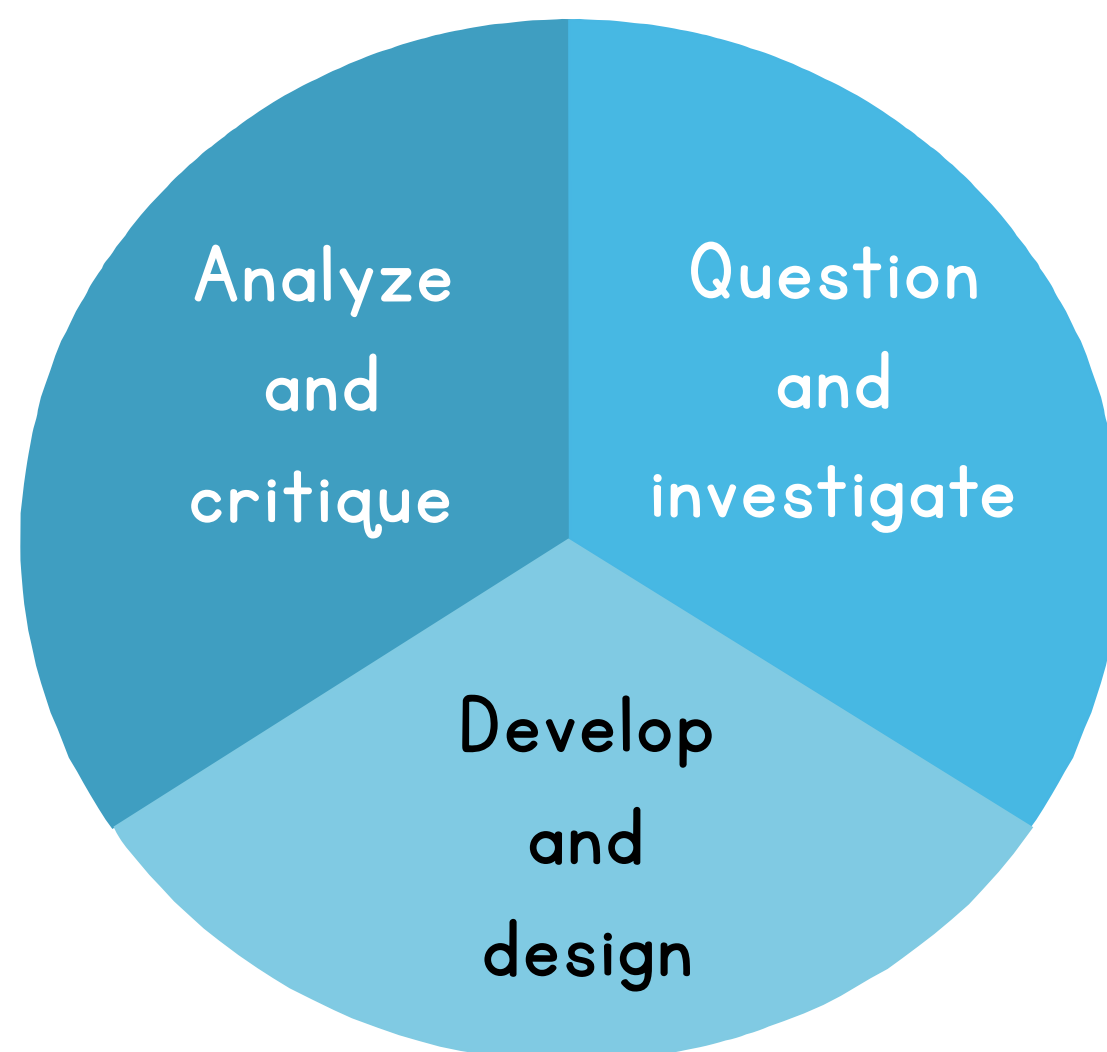 Analyze
and
critique
Question
and
investigate
Develop
and
design